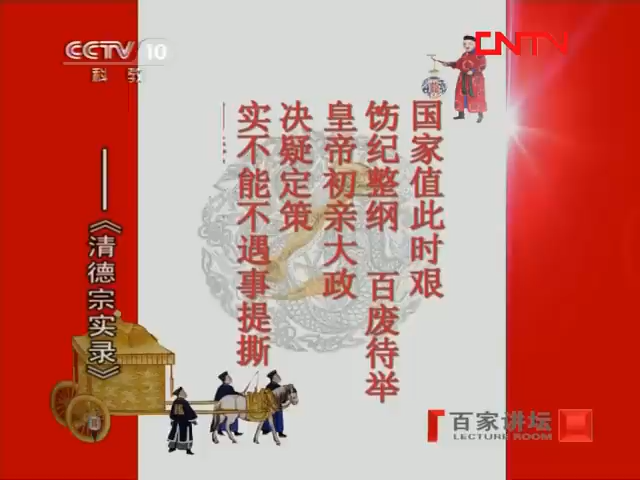 CCTV 10
科教
CNTV
国家值此时艰
饬纪整纲 百废待举
皇帝初亲大政
决疑定策
实不能不遇事提撕
……
——《清德宗实录》
百家讲坛
LECTURE ROOM